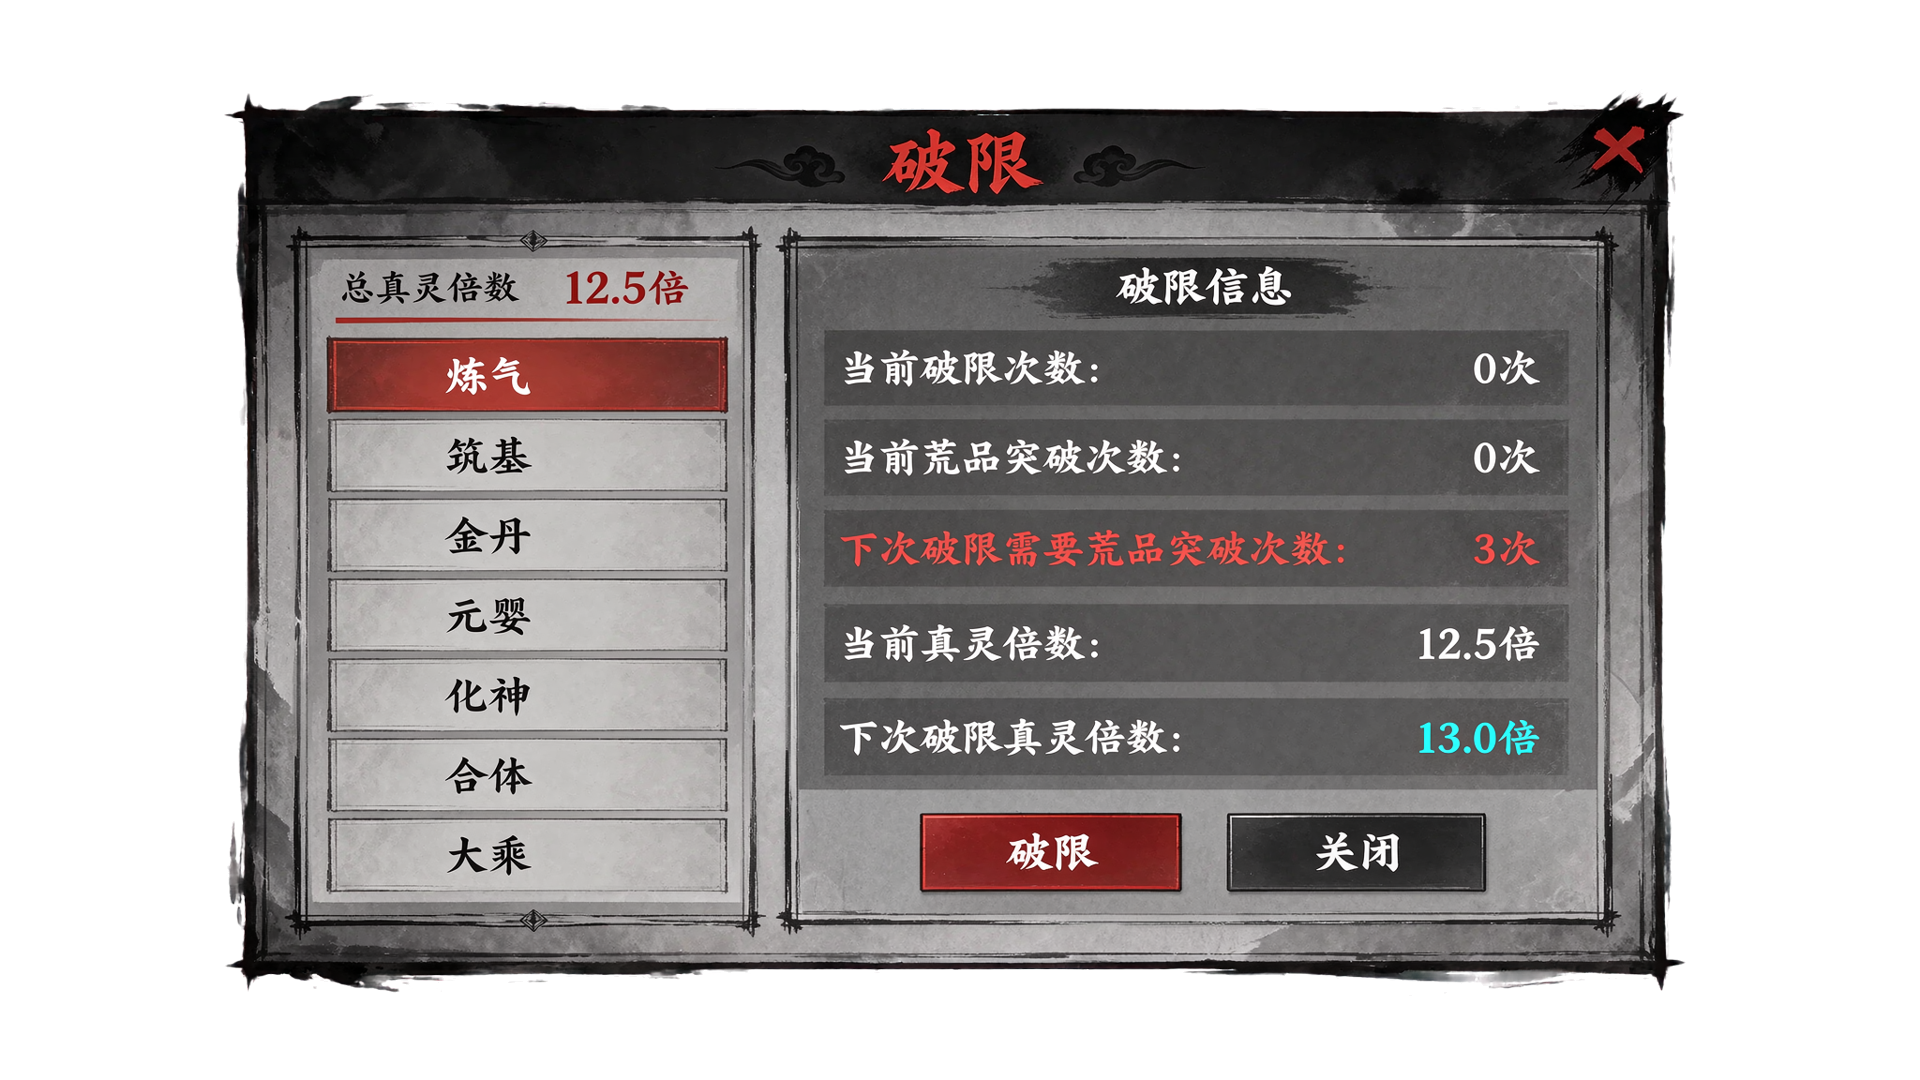 破限
总真灵倍数 12.5倍
炼气
筑基
金丹
元婴
化神
合体
大乘
破限信息
当前破限次数： 0次
当前荒品突破次数： 0次
下次破限需要荒品突破次数： 3次
当前真灵倍数： 12.5倍
下次破限真灵倍数： 13.0倍
破限 关闭